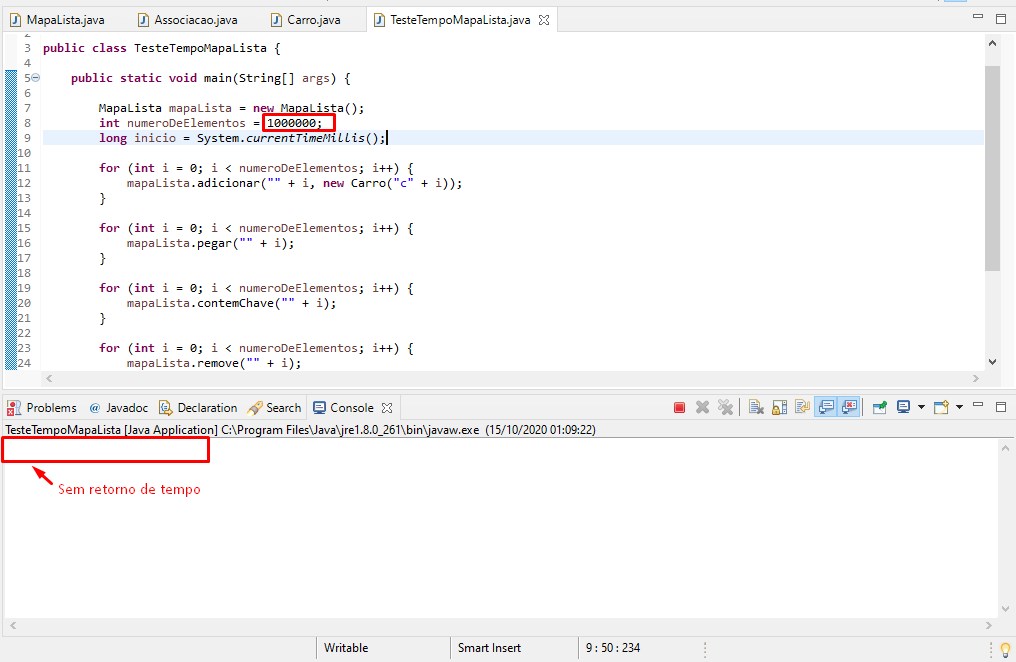 MapaLista.java Associacao.java Carro.java TesteTempoMapaLista.java
2
3 public class TesteTempoMapaLista {
4
5 public static void main(String[] args) {
6
7 MapaLista mapaLista = new MapaLista();
8 int numeroDeElementos = 1000000;
9 long inicio = System.currentTimeMillis();
10
11 for (int i = 0; i < numeroDeElementos; i++) {
12 mapaLista.adicionar("" + i, new Carro("c" + i));
13 }
14
15 for (int i = 0; i < numeroDeElementos; i++) {
16 mapaLista.pegar("" + i);
17 }
18
19 for (int i = 0; i < numeroDeElementos; i++) {
20 mapaLista.contemChave("" + i);
21 }
22
23 for (int i = 0; i < numeroDeElementos; i++) {
24 mapaLista.remove("" + i);
Problems @ Javadoc Declaration Search Console
TesteTempoMapaLista [Java Application] C:\Program Files\Java\jre1.8.0_261\bin\javaw.exe (15/10/2020 01:09:22)
Sem retorno de tempo
Writable Smart Insert 9 : 50 : 234